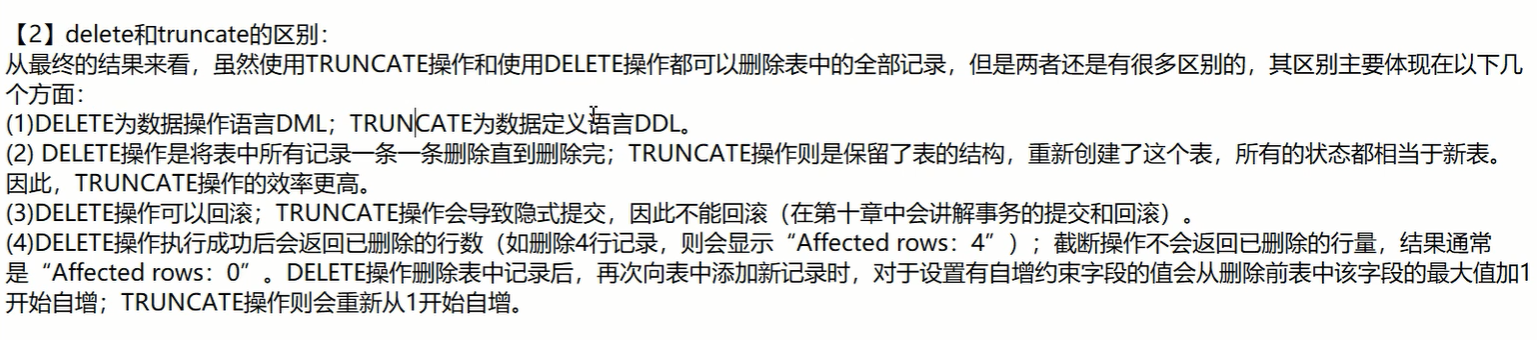 【2】delete和truncate的区别：
从最终的结果来看，虽然使用TRUNCATE操作和使用DELETE操作都可以删除表中的全部记录，但是两者还是有很多区别的，其区别主要体现在以下几
个方面：
(1)DELETE为数据操作语言DML；TRUNCATE为数据定义语言DDL。
(2) DELETE操作是将表中所有记录一条一条删除直到删除完；TRUNCATE操作则是保留了表的结构，重新创建了这个表，所有的状态都相当于新表。
因此，TRUNCATE操作的效率更高。
(3)DELETE操作可以回滚；TRUNCATE操作会导致隐式提交，因此不能回滚（在第十章中会讲解事务的提交和回滚）。
(4)DELETE操作执行成功后会返回已删除的行数（如删除4行记录，则会显示“Affected rows：4”）；截断操作不会返回已删除的行量，结果通常
是“Affected rows：0”。DELETE操作删除表中记录后，再次向表中添加新记录时，对于设置有自增约束字段的值会从删除前表中该字段的最大值加1
开始自增；TRUNCATE操作则会重新从1开始自增。